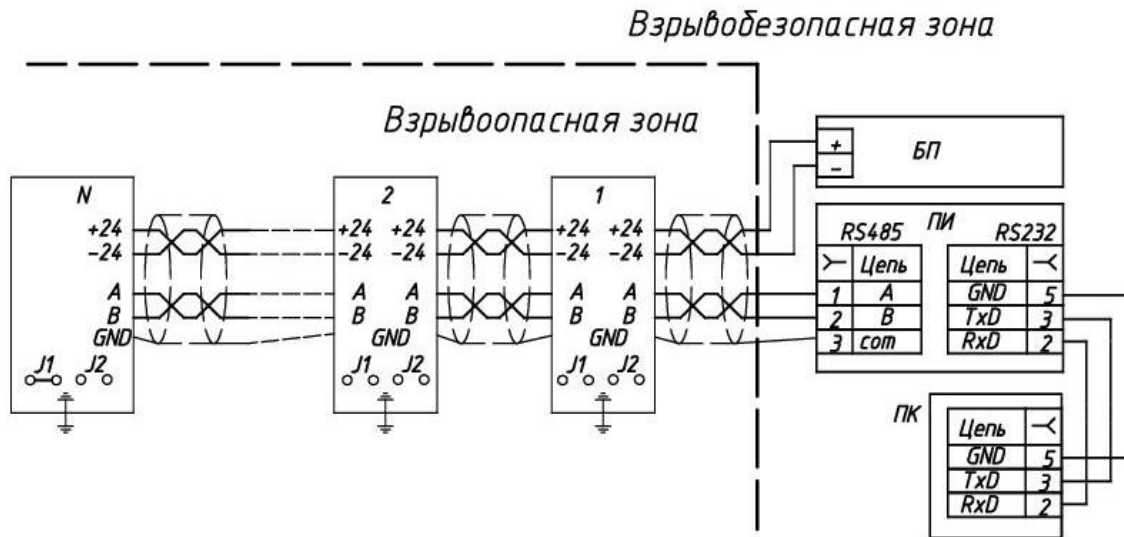 Взрывобезопасная зона
Взрывоопасная зона
N
+24
-24
A
B
GND
J1 J2
2
+24 +24
-24 -24
A A
B B
GND
J1 J2
1
+24 +24
-24 -24
A A
B B
GND
J1 J2
+
-
БП
ПИ
RS485 RS232
Цепь Цепь
1 A GND 5
2 B TxD 3
3 com RxD 2
ПК
Цепь
GND 5
TxD 3
RxD 2